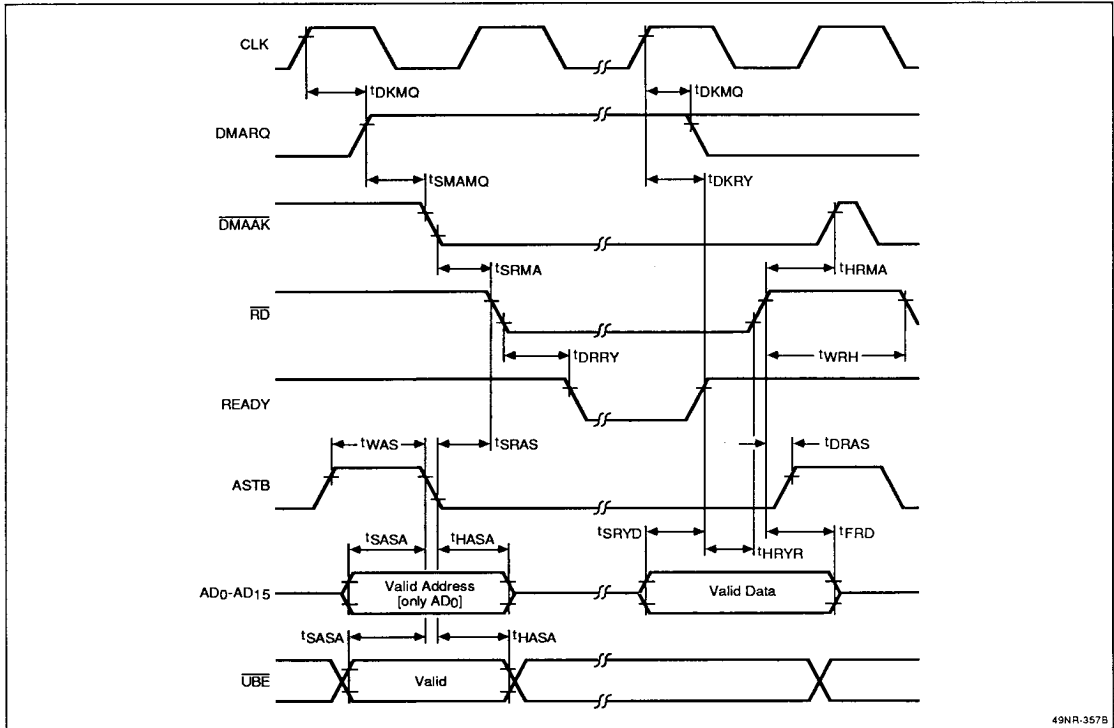 CLK
tDKMQ
tDKMQ
DMARQ
tSMAMQ
tDKRY
DMAAK
tSRMA
tHRMA
RD
tDRRY
tWRH
READY
tWAS
tSRAS
tDRAS
ASTB
tSASA
tHASA
tSRYD
tHRYR
tFRD
AD0-AD15
Valid Address
[only AD0]
Valid Data
tSASA
tHASA
UBE
Valid
49NR-357B